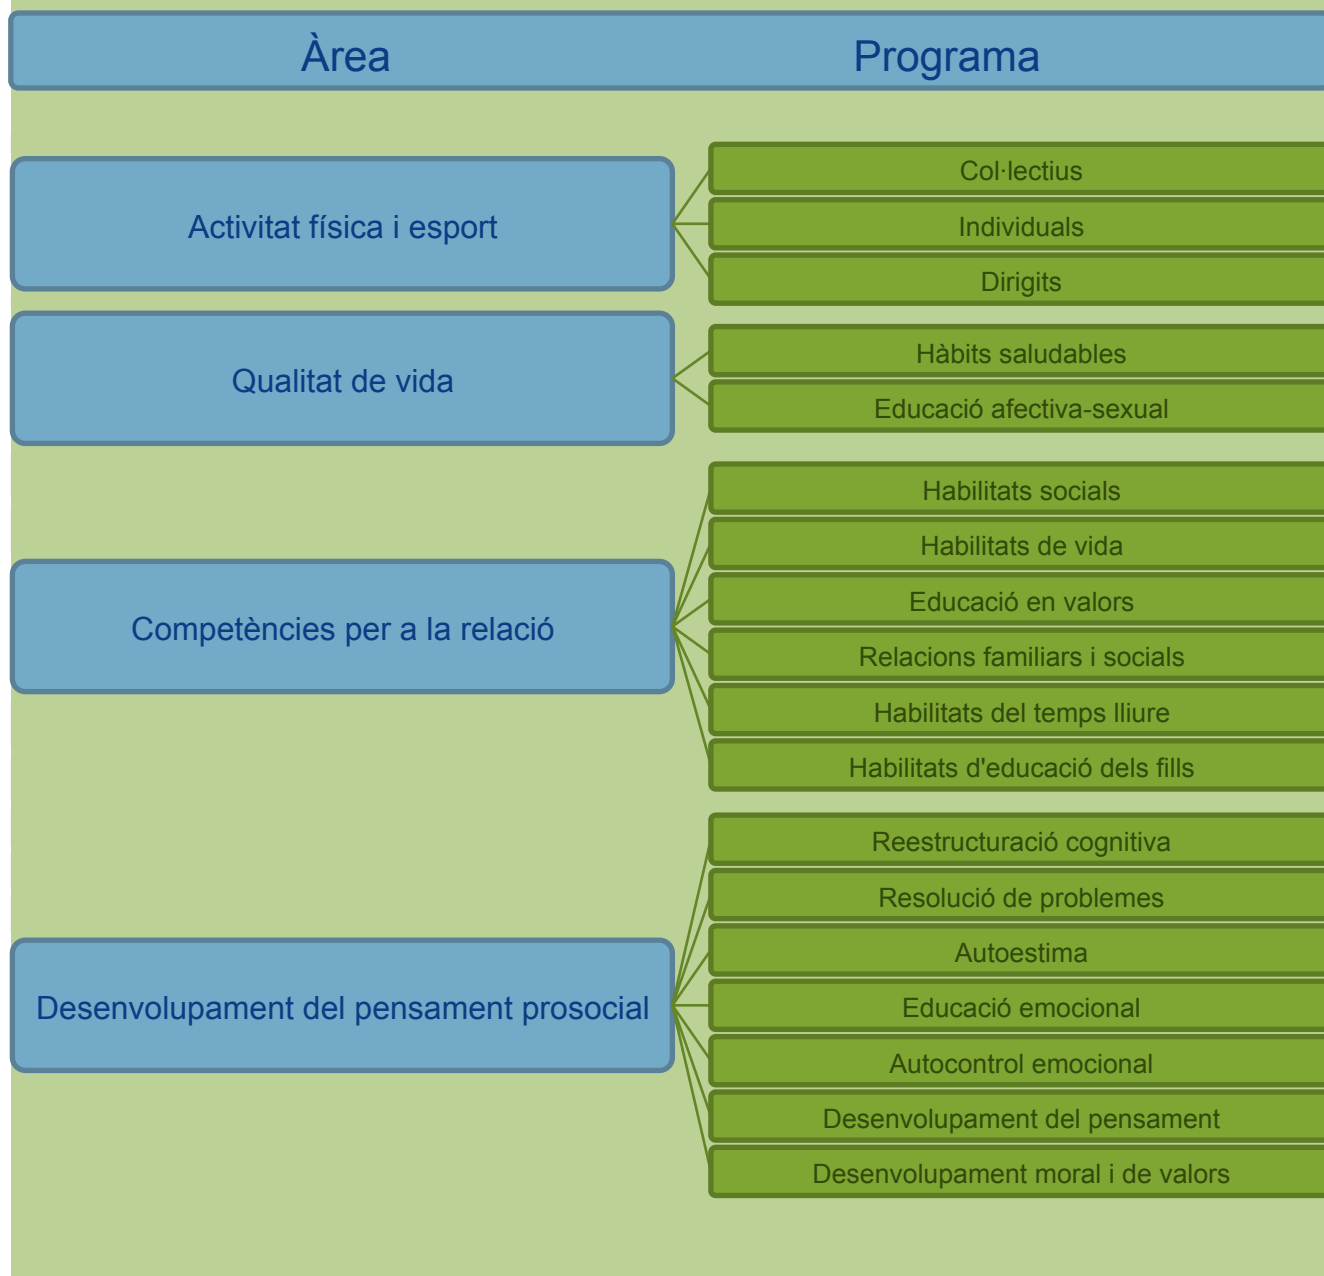 Àrea Programa
Activitat física i esport
Col·lectius
Individuals
Dirigits
Qualitat de vida
Hàbits saludables
Educació afectiva-sexual
Competències per a la relació
Habilitats socials
Habilitats de vida
Educació en valors
Relacions familiars i socials
Habilitats del temps lliure
Habilitats d'educació dels fills
Desenvolupament del pensament prosocial
Reestructuració cognitiva
Resolució de problemes
Autoestima
Educació emocional
Autocontrol emocional
Desenvolupament del pensament
Desenvolupament moral i de valors